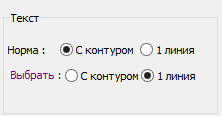 Текст
Норма : С контуром 1 линия
Выбрать : С контуром 1 линия